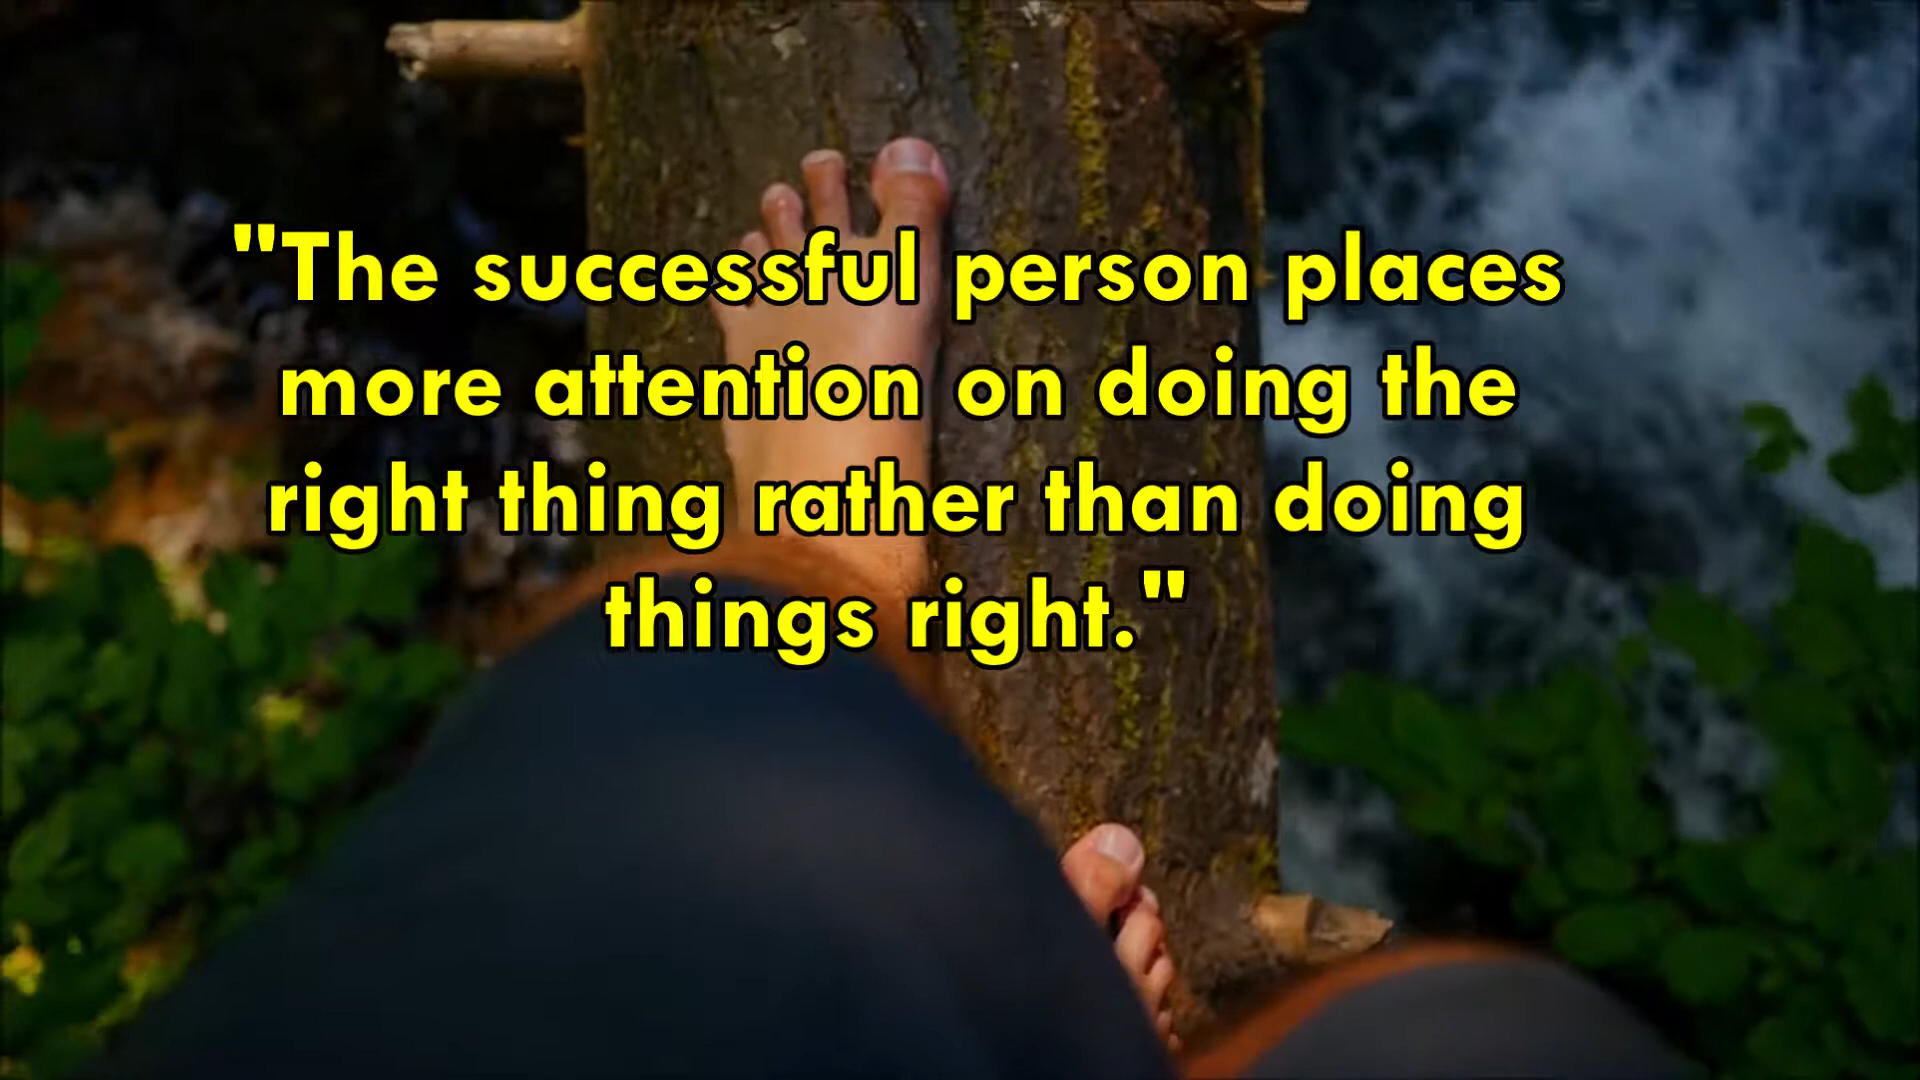 "The successful person places
more attention on doing the
right thing rather than doing
things right."